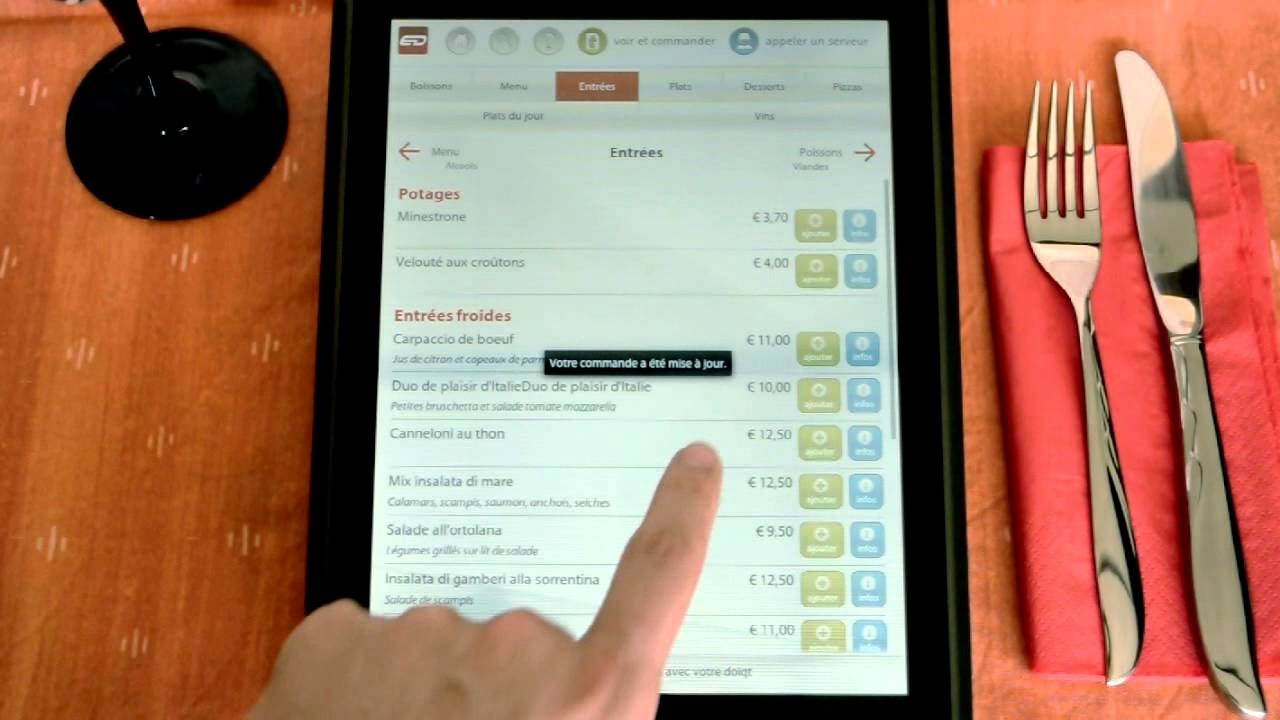 ED voir et commander appeler un serveur
Boissons Menu Entrées Plats Desserts Pizzas
Plats du jour Vins
Menu Entrées Poissons
Alcools Viandes
Potages
Minestrone € 3,70 ajouter infos
Velouté aux croûtons € 4,00 ajouter infos
Entrées froides
Carpaccio de boeuf € 11,00 ajouter infos
Jus de citron et copeaux de parm
Votre commande a été mise à jour.
Duo de plaisir d'ItalieDuo de plaisir d'Italie € 10,00 ajouter infos
Petites bruschetta et salade tomate mozzarella
Canneloni au thon € 12,50 ajouter infos
Mix insalata di mare € 12,50 ajouter infos
Calamars, scampis, saumon, anchois, seiches
Salade all'ortolana € 9,50 ajouter infos
Légumes grillés sur lit de salade
Insalata di gamberi alla sorrentina € 12,50 ajouter infos
Salade de scampis
€ 11,00 ajouter infos
avec votre doigt